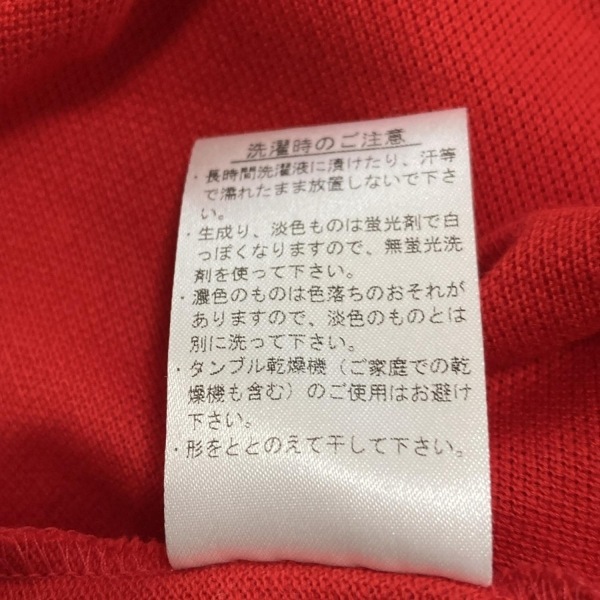 洗濯時のご注意
・長時間洗濯液に漬けたり、汗等
で濡れたまま放置しないで下さ
い。
・生成り、淡色ものは蛍光剤で白
っぽくなりますので、無蛍光洗
剤を使って下さい。
・濃色のものは色落ちのおそれが
ありますので、淡色のものとは
別に洗って下さい。
・タンブル乾燥機（ご家庭での乾
燥機も含む）のご使用はお避け
下さい。
・形をととのえて干して下さい。